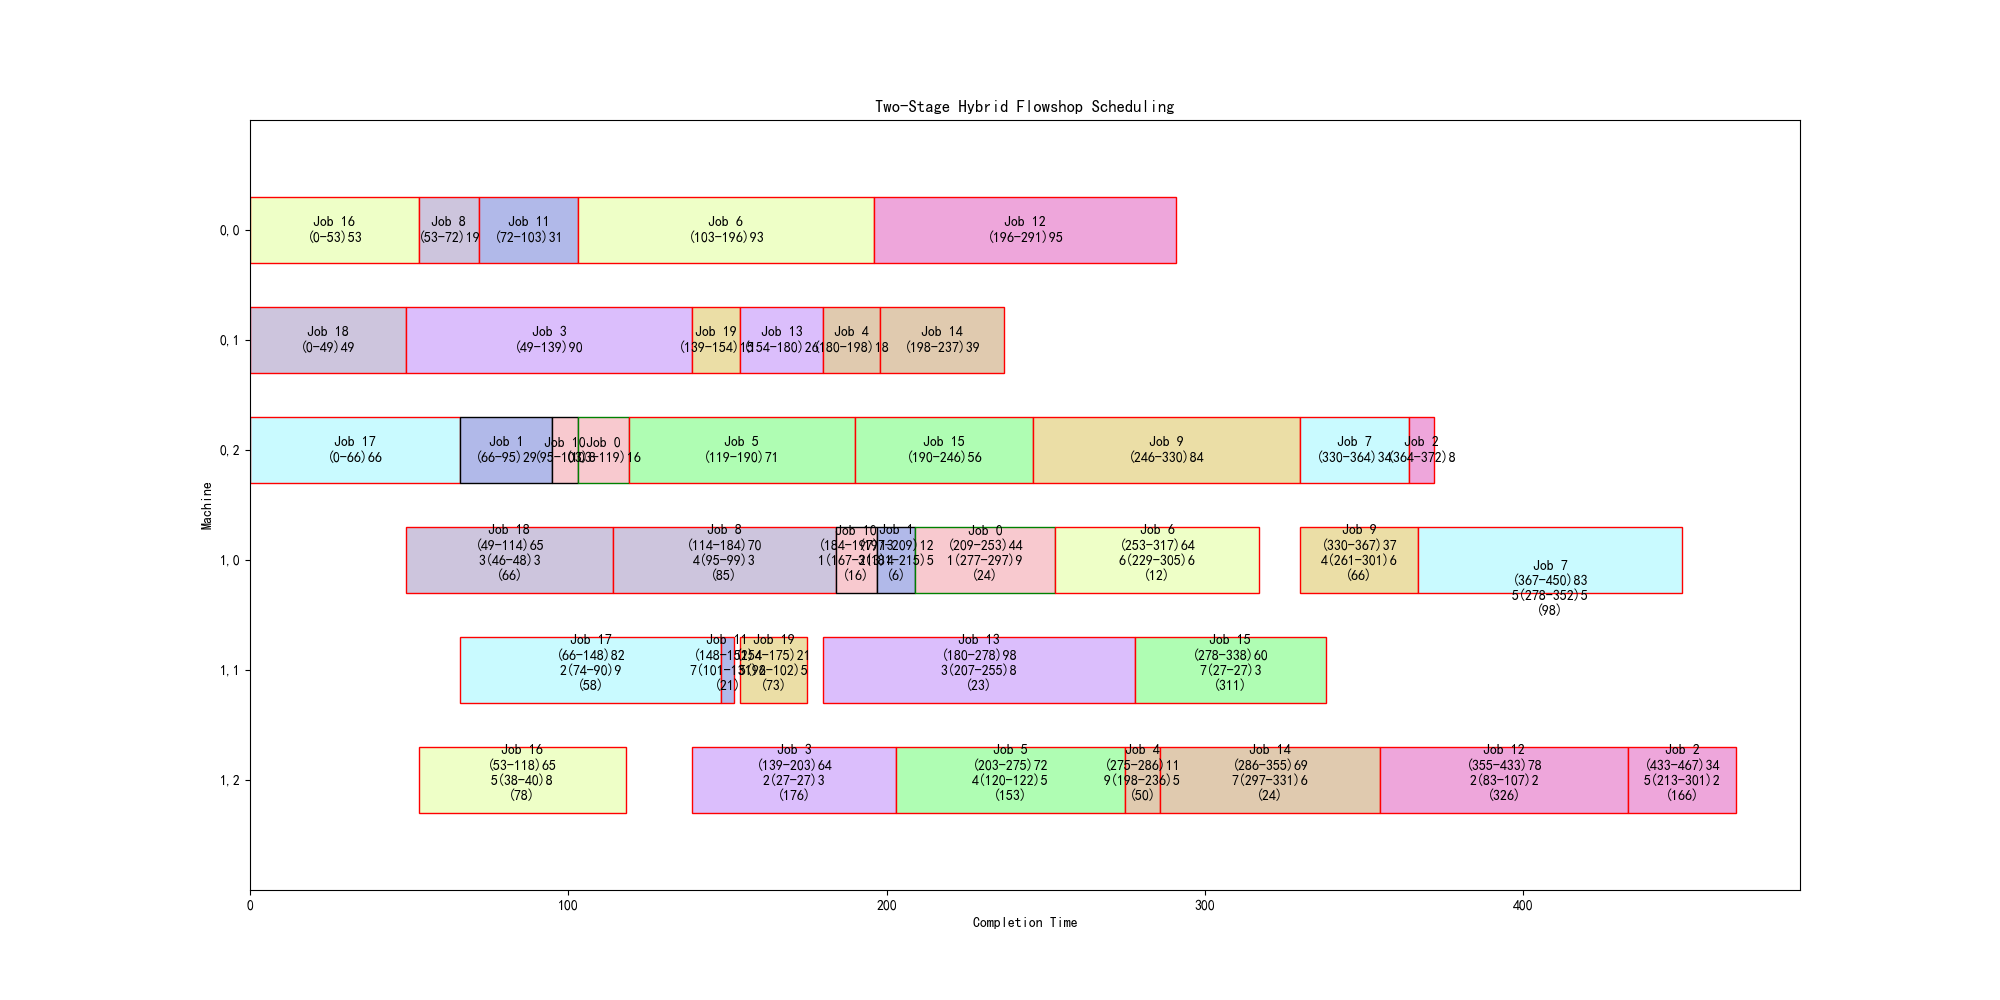 Two-Stage Hybrid Flowshop Scheduling
0,0
Job 16
(0-53)53
Job 8
(53-72)19
Job 11
(72-103)31
Job 6
(103-196)93
Job 12
(196-291)95
0,1
Job 18
(0-49)49
Job 3
(49-139)90
Job 19
(139-154)15
Job 13
(154-180)26
Job 4
(180-198)18
Job 14
(198-237)39
0,2
Job 17
(0-66)66
Job 1
(66-95)29
Job 10
(95-103)8
Job 0
(103-119)16
Job 5
(119-190)71
Job 15
(190-246)56
Job 9
(246-330)84
Job 7
(330-364)34
Job 2
(364-372)8
Machine
1,0
Job 18
(49-114)65
3(46-48)3
(66)
Job 8
(114-184)70
4(95-99)3
(85)
Job 10
(184-197)13
(16)
Job 1
(197-209)12
(6)
Job 0
(209-253)44
1(277-297)9
(24)
Job 6
(253-317)64
6(229-305)6
(12)
Job 9
(330-367)37
4(261-301)6
(66)
Job 7
(367-450)83
5(278-352)5
(98)
1,1
Job 17
(66-148)82
2(74-90)9
(58)
Job 11
(148-152)4
(21)
Job 19
(154-175)21
(73)
Job 13
(180-278)98
3(207-255)8
(23)
Job 15
(278-338)60
7(27-27)3
(311)
1,2
Job 16
(53-118)65
5(38-40)8
(78)
Job 3
(139-203)64
2(27-27)3
(176)
Job 5
(203-275)72
4(120-122)5
(153)
Job 4
(275-286)11
9(198-236)5
(50)
Job 14
(286-355)69
7(297-331)6
(24)
Job 12
(355-433)78
2(83-107)2
(326)
Job 2
(433-467)34
5(213-301)2
(166)
0
100
200
300
400
Completion Time